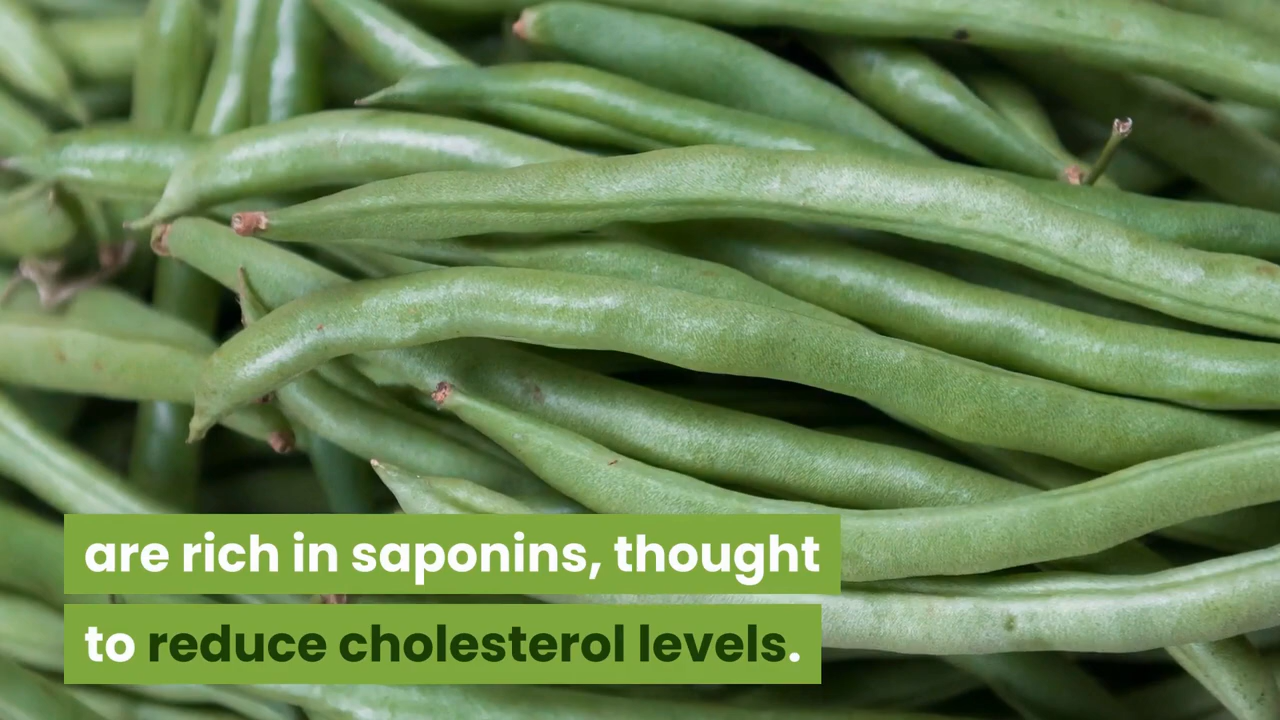 are rich in saponins, thought
to reduce cholesterol levels.